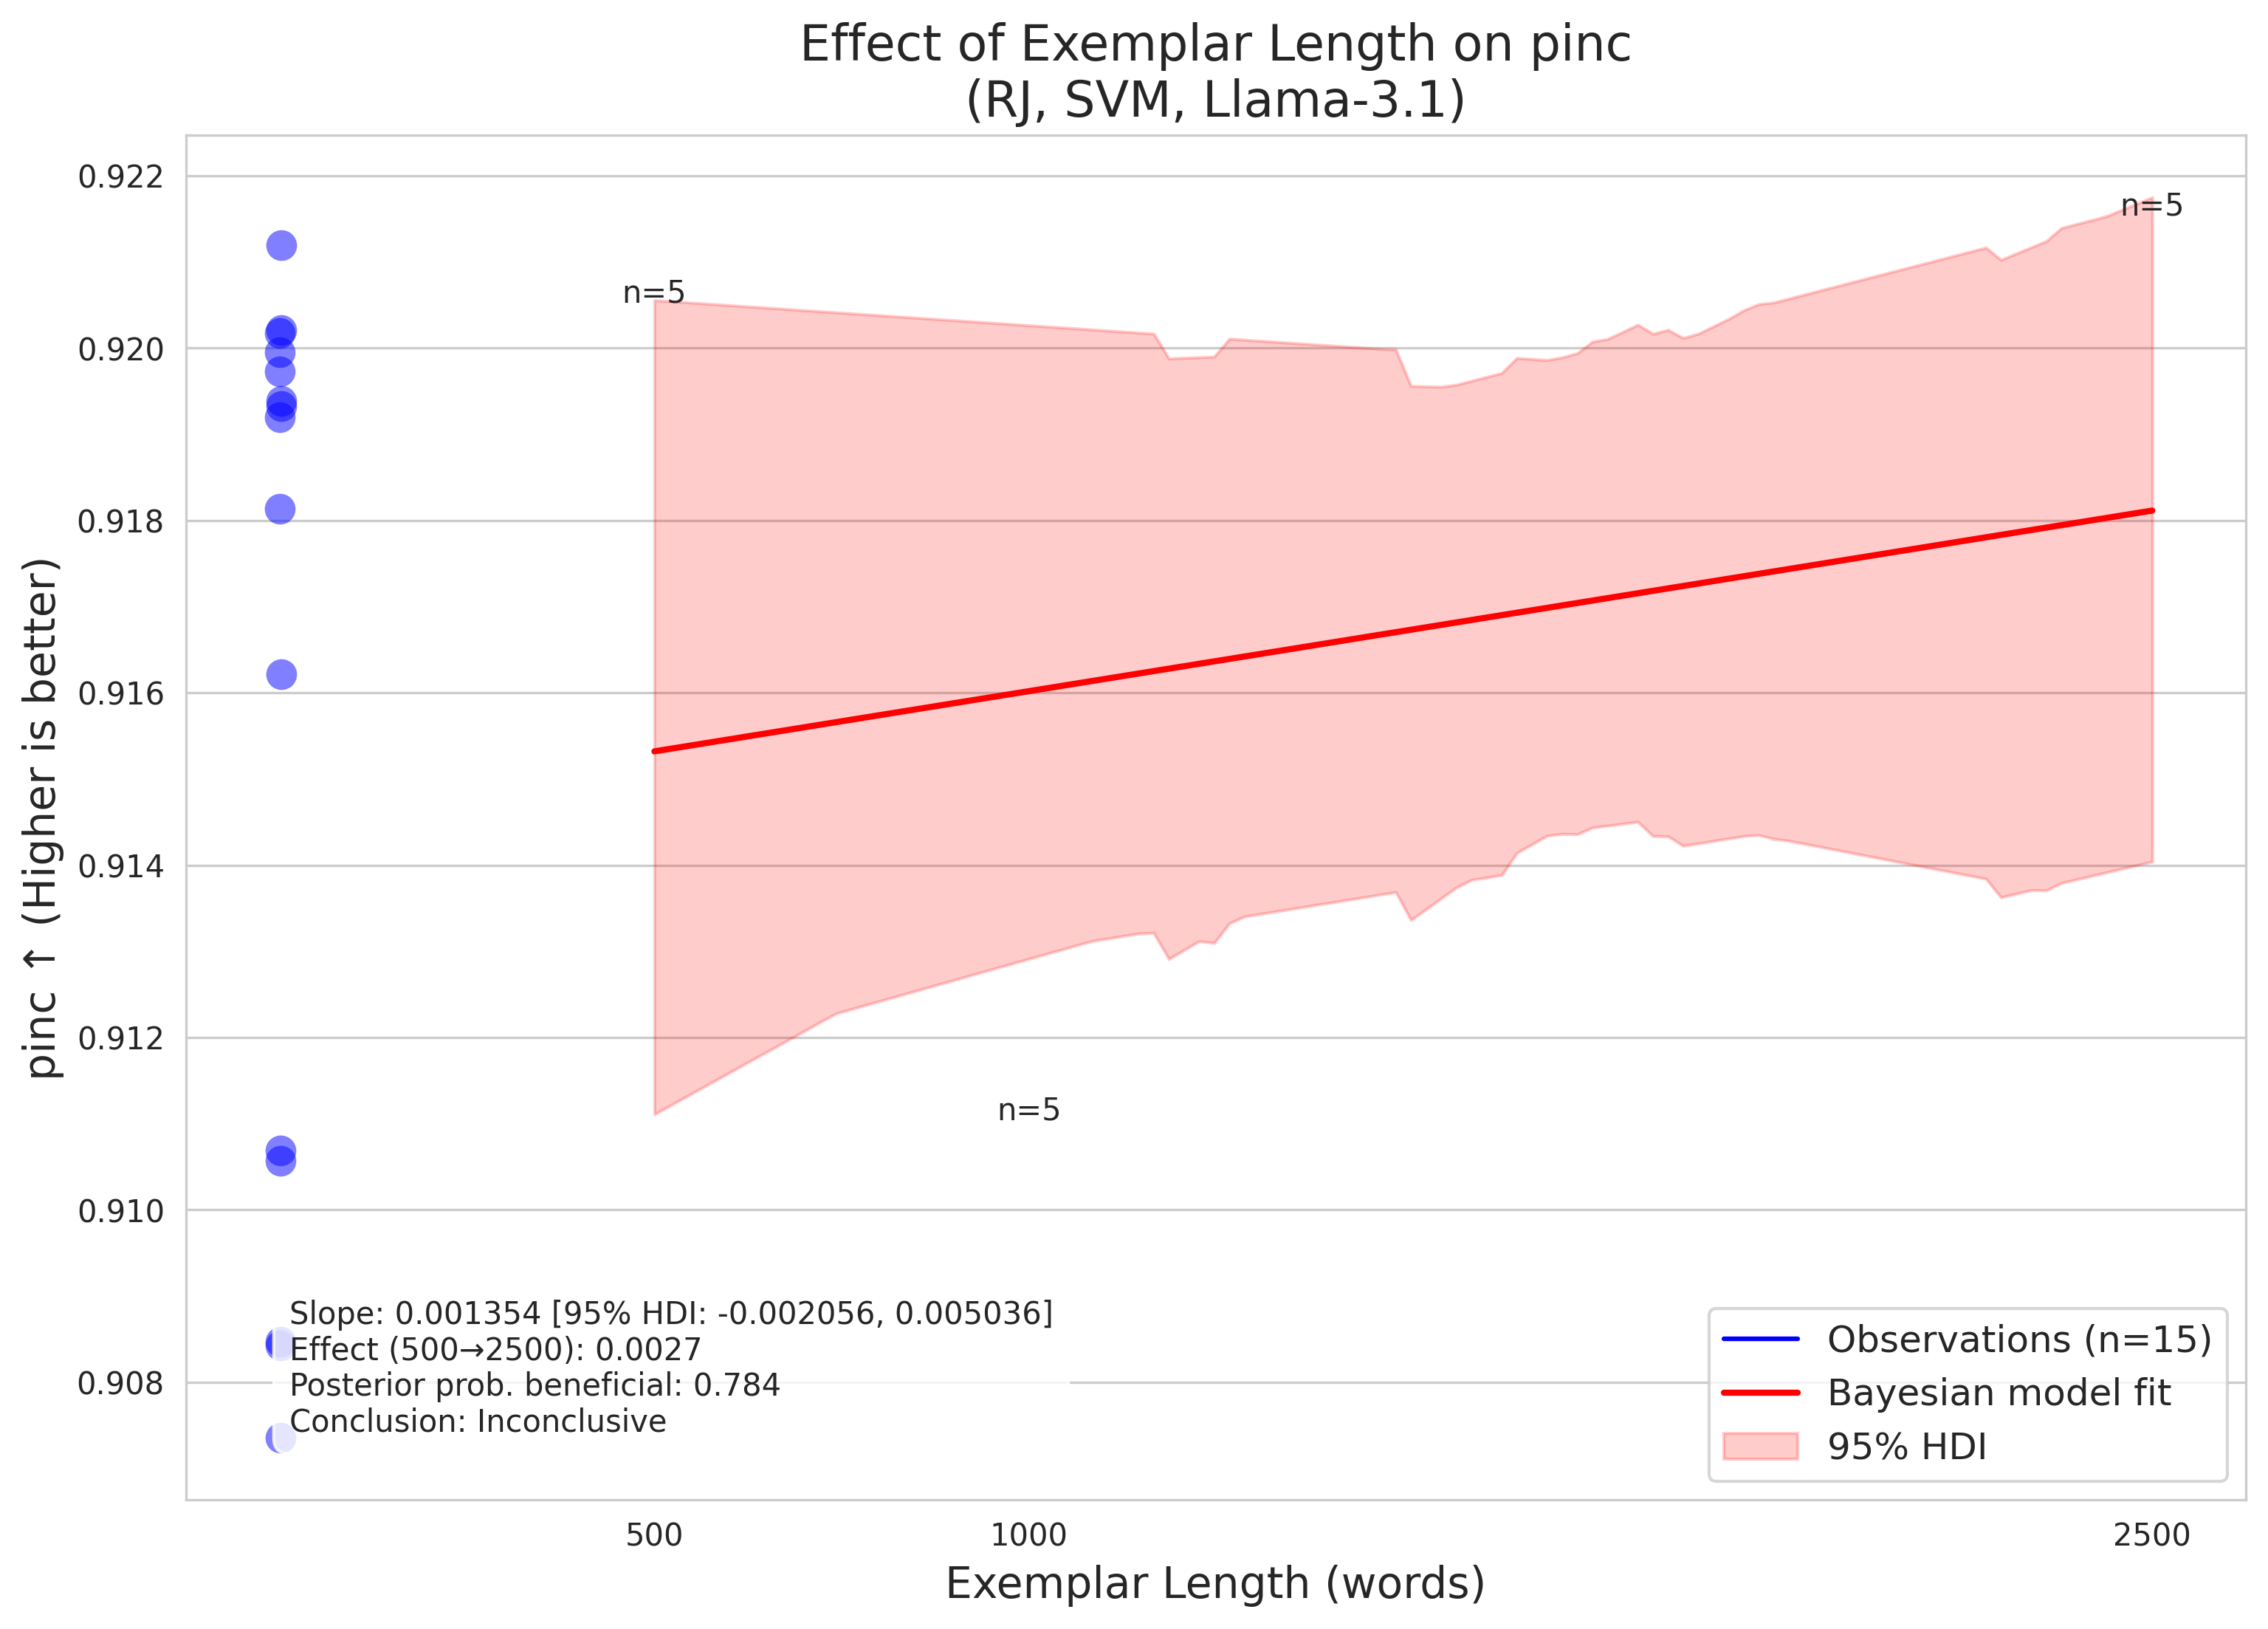 Effect of Exemplar Length on pinc
(RJ, SVM, Llama-3.1)
pinc ↑ (Higher is better)
0.922
0.920
0.918
0.916
0.914
0.912
0.910
0.908
n=5
n=5
n=5
Slope: 0.001354 [95% HDI: -0.002056, 0.005036]
Effect (500→2500): 0.0027
Posterior prob. beneficial: 0.784
Conclusion: Inconclusive
Observations (n=15)
Bayesian model fit
95% HDI
500
1000
2500
Exemplar Length (words)